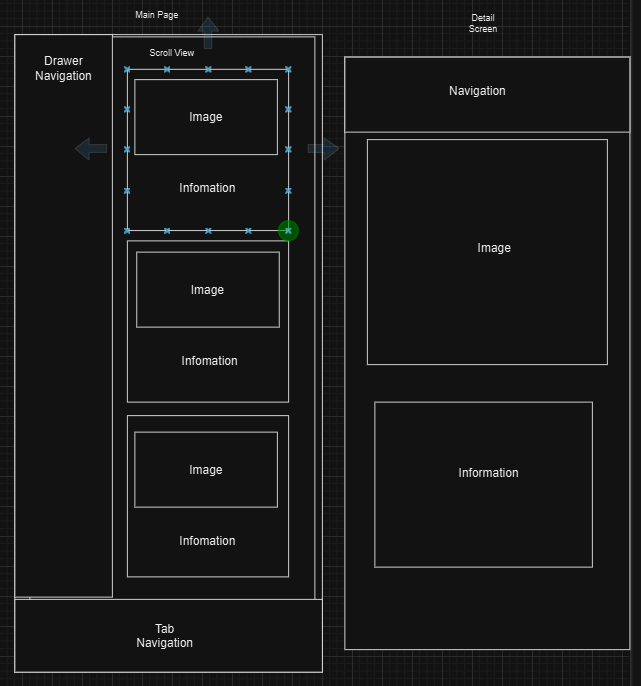 Main Page
Scroll View
Drawer
Navigation
Image
Infomation
Image
Infomation
Image
Infomation
Tab
Navigation
Detail
Screen
Navigation
Image
Information